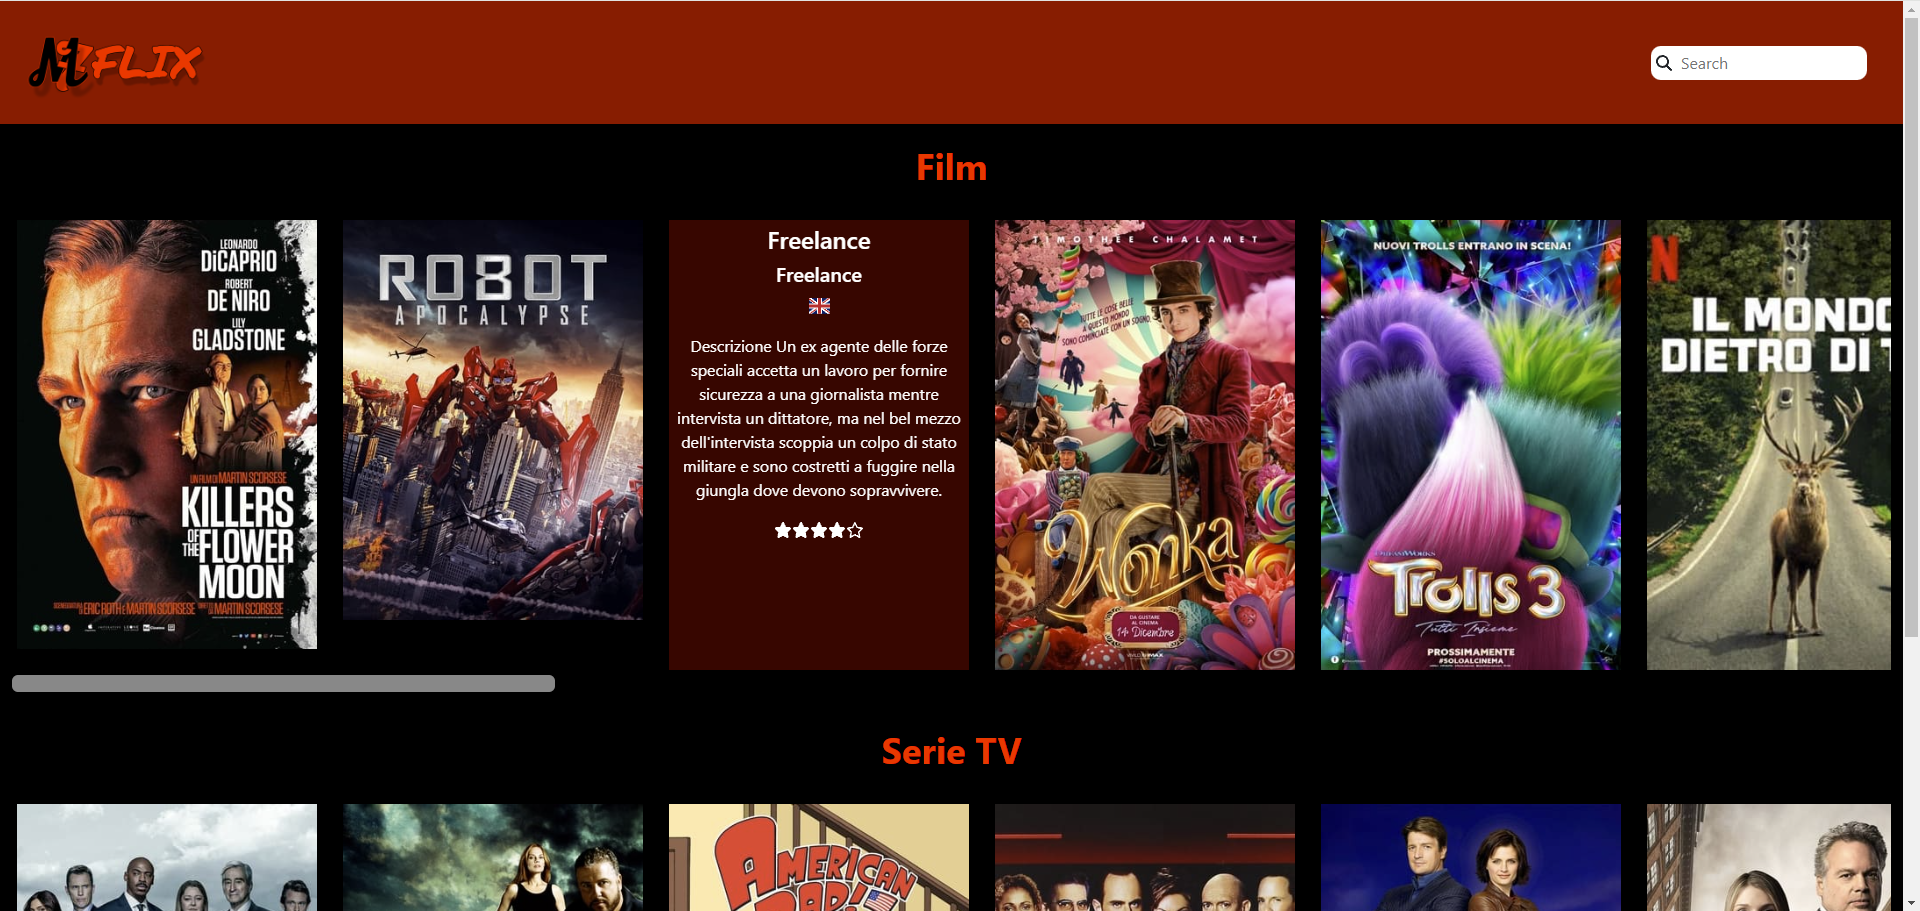 MFLIX
Search
Film
LEONARDO
DiCAPRIO
ROBERT
DE NIRO
LILY
GLADSTONE
UN FILM DI MARTIN SCORSESE
KILLERS
OF THE FLOWER
MOON
SCENEGGIATURA DI ERIC ROTH E MARTIN SCORSESE DIRETTO DA MARTIN SCORSESE
ROBOT
APOCALYPSE
Freelance
Freelance
Descrizione Un ex agente delle forze
speciali accetta un lavoro per fornire
sicurezza a una giornalista mentre
intervista un dittatore, ma nel bel mezzo
dell'intervista scoppia un colpo di stato
militare e sono costretti a fuggire nella
giungla dove devono sopravvivere.
TIMOTHÉE CHALAMET
TUTTE LE COSE BELLE
A QUESTO MONDO
SONO COMINCIATE CON UN SOGNO
Wonka
DA GUSTARE
AL CINEMA
14 Dicembre
NUOVI TROLLS ENTRANO IN SCENA!
DREAMWORKS
Trolls 3
Tutti Insieme
PROSSIMAMENTE
#SOLOALCINEMA
N
IL MONDO
DIETRO DI T
Serie TV
AMERICAN
DAD!